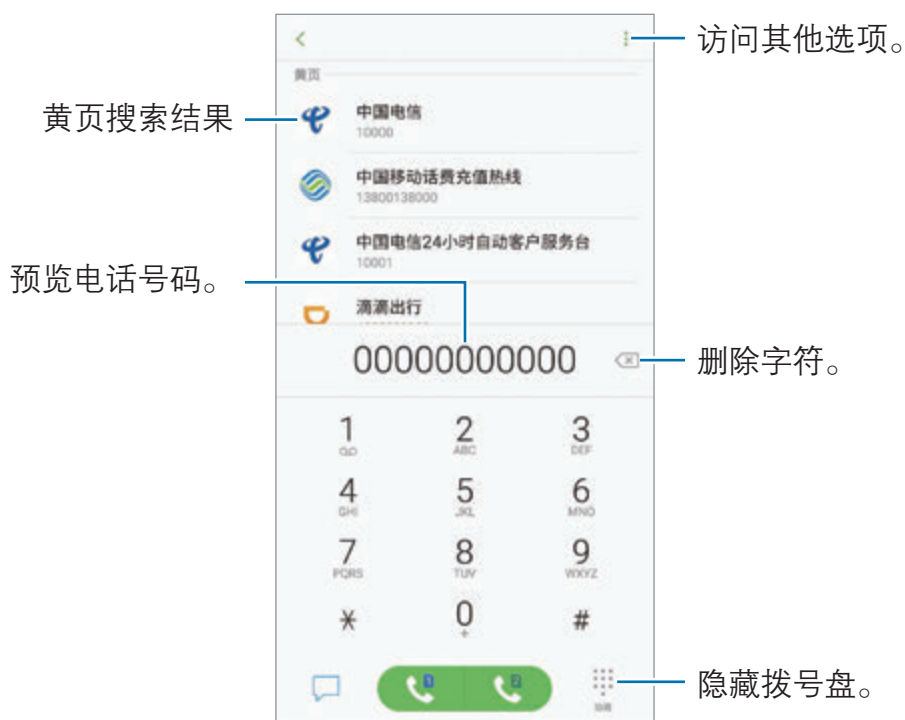 访问其他选项。
黄页
黄页搜索结果
中国电信
10000
中国移动话费充值热线
13800138000
中国电信24小时自动客户服务台
10001
预览电话号码。
滴滴出行
00000000000
删除字符。
1 2 3
ABC DEF
4 5 6
GHI JKL MNO
7 8 9
PQRS TUV WXYZ
* 0 #
+
1 2
隐藏拨号盘。
隐藏